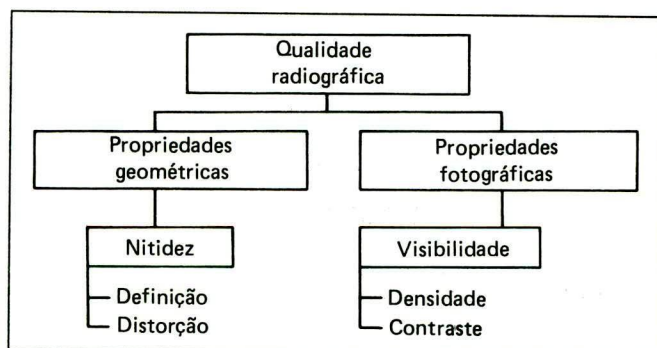 Qualidade
radiográfica
Propriedades
geométricas
Propriedades
fotográficas
Nitidez
Visibilidade
Definição
Distorção
Densidade
Contraste